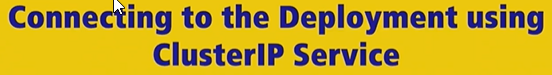 Connecting to the Deployment using
ClusterIP Service